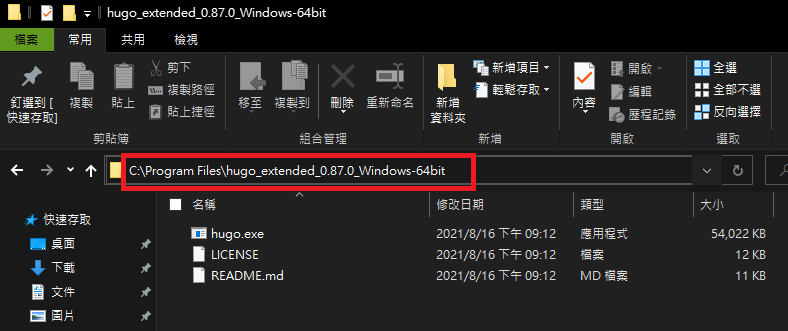 hugo_extended_0.87.0_Windows-64bit
檔案 常用 共用 檢視
釘選到 [快速存取]
複製
貼上
剪下
複製路徑
貼上捷徑
剪貼簿
移至
複製到
刪除
重新命名
組合管理
新增資料夾
新增項目
輕鬆存取
新增
內容
開啟
編輯
歷程記錄
開啟
全選
全部不選
反向選擇
選取
C:\Program Files\hugo_extended_0.87.0_Windows-64bit
快速存取
桌面
下載
文件
圖片
名稱 修改日期 類型 大小
hugo.exe 2021/8/16 下午 09:12 應用程式 54,022 KB
LICENSE 2021/8/16 下午 09:12 檔案 12 KB
README.md 2021/8/16 下午 09:12 MD 檔案 11 KB